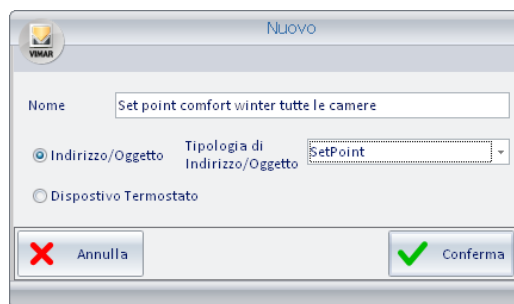 Nuovo
VIMAR
Nome Set point comfort winter tutte le camere
Indirizzo/Oggetto Tipologia di Indirizzo/Oggetto SetPoint
Dispostivo Termostato
Annulla Conferma